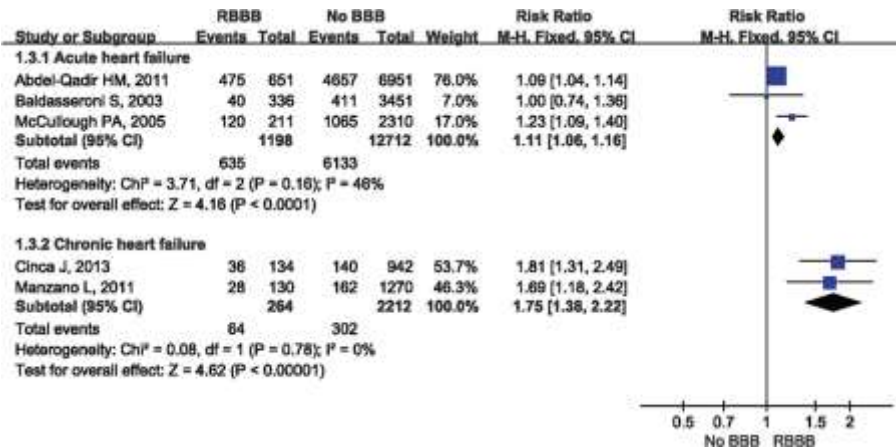 RBBB No BBB Risk Ratio Risk Ratio
Study or Subgroup Events Total Events Total Weight M-H. Fixed. 95% CI M-H. Fixed. 95% CI
1.3.1 Acute heart failure
Abdel-Qadir HM, 2011 475 651 4657 6951 76.0% 1.09 [1.04, 1.14]
Baldasseroni S, 2003 40 336 411 3451 7.0% 1.00 [0.74, 1.36]
McCullough PA, 2005 120 211 1065 2310 17.0% 1.23 [1.09, 1.40]
Subtotal (95% CI) 1198 12712 100.0% 1.11 [1.06, 1.16]
Total events 635 6133
Heterogeneity: Chi² = 3.71, df = 2 (P = 0.16); I² = 46%
Test for overall effect: Z = 4.16 (P < 0.0001)
1.3.2 Chronic heart failure
Cinca J, 2013 36 134 140 942 53.7% 1.81 [1.31, 2.49]
Manzano L, 2011 28 130 162 1270 46.3% 1.69 [1.18, 2.42]
Subtotal (95% CI) 264 2212 100.0% 1.75 [1.38, 2.22]
Total events 64 302
Heterogeneity: Chi² = 0.08, df = 1 (P = 0.78); I² = 0%
Test for overall effect: Z = 4.62 (P < 0.00001)
0.5 0.7 1 1.5 2
No BBB RBBB